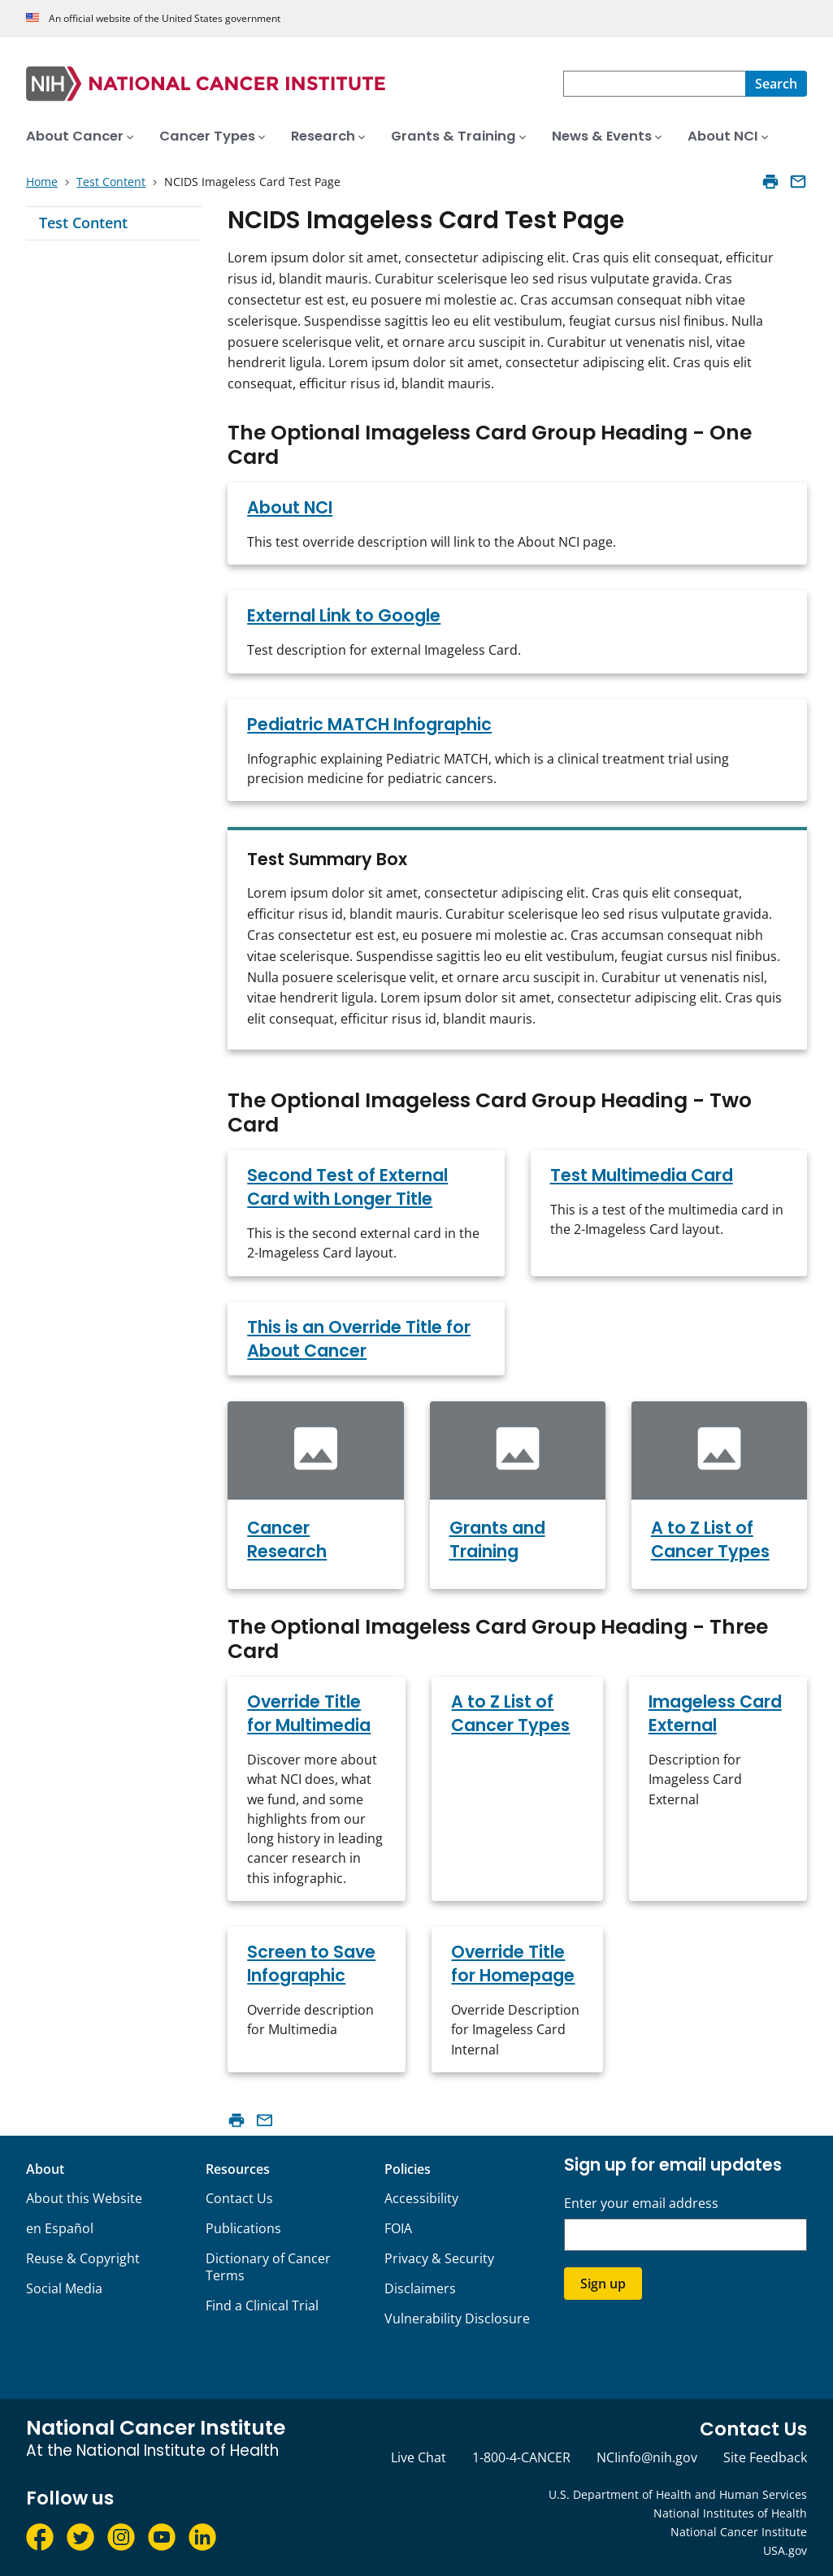 An official website of the United States government
NIH NATIONAL CANCER INSTITUTE
Search
About Cancer
Cancer Types
Research
Grants & Training
News & Events
About NCI
Home > Test Content > NCIDS Imageless Card Test Page
Test Content
NCIDS Imageless Card Test Page
Lorem ipsum dolor sit amet, consectetur adipiscing elit. Cras quis elit consequat, efficitur
risus id, blandit mauris. Curabitur scelerisque leo sed risus vulputate gravida. Cras
consectetur est est, eu posuere mi molestie ac. Cras accumsan consequat nibh vitae
scelerisque. Suspendisse sagittis leo eu elit vestibulum, feugiat cursus nisl finibus. Nulla
posuere scelerisque velit, et ornare arcu suscipit in. Curabitur ut venenatis nisl, vitae
hendrerit ligula. Lorem ipsum dolor sit amet, consectetur adipiscing elit. Cras quis elit
consequat, efficitur risus id, blandit mauris.
The Optional Imageless Card Group Heading - One
Card
About NCI
This test override description will link to the About NCI page.
External Link to Google
Test description for external Imageless Card.
Pediatric MATCH Infographic
Infographic explaining Pediatric MATCH, which is a clinical treatment trial using
precision medicine for pediatric cancers.
Test Summary Box
Lorem ipsum dolor sit amet, consectetur adipiscing elit. Cras quis elit consequat,
efficitur risus id, blandit mauris. Curabitur scelerisque leo sed risus vulputate gravida.
Cras consectetur est est, eu posuere mi molestie ac. Cras accumsan consequat nibh
vitae scelerisque. Suspendisse sagittis leo eu elit vestibulum, feugiat cursus nisl finibus.
Nulla posuere scelerisque velit, et ornare arcu suscipit in. Curabitur ut venenatis nisl,
vitae hendrerit ligula. Lorem ipsum dolor sit amet, consectetur adipiscing elit. Cras quis
elit consequat, efficitur risus id, blandit mauris.
The Optional Imageless Card Group Heading - Two
Card
Second Test of External
Card with Longer Title
This is the second external card in the
2-Imageless Card layout.
Test Multimedia Card
This is a test of the multimedia card in
the 2-Imageless Card layout.
This is an Override Title for
About Cancer
Cancer
Research
Grants and
Training
A to Z List of
Cancer Types
The Optional Imageless Card Group Heading - Three
Card
Override Title
for Multimedia
Discover more about
what NCI does, what
we fund, and some
highlights from our
long history in leading
cancer research in
this infographic.
A to Z List of
Cancer Types
Imageless Card
External
Description for
Imageless Card
External
Screen to Save
Infographic
Override description
for Multimedia
Override Title
for Homepage
Override Description
for Imageless Card
Internal
About
About this Website
en Español
Reuse & Copyright
Social Media
Resources
Contact Us
Publications
Dictionary of Cancer
Terms
Find a Clinical Trial
Policies
Accessibility
FOIA
Privacy & Security
Disclaimers
Vulnerability Disclosure
Sign up for email updates
Enter your email address
Sign up
National Cancer Institute
At the National Institute of Health
Contact Us
Live Chat
1-800-4-CANCER
NCIinfo@nih.gov
Site Feedback
Follow us
U.S. Department of Health and Human Services
National Institutes of Health
National Cancer Institute
USA.gov